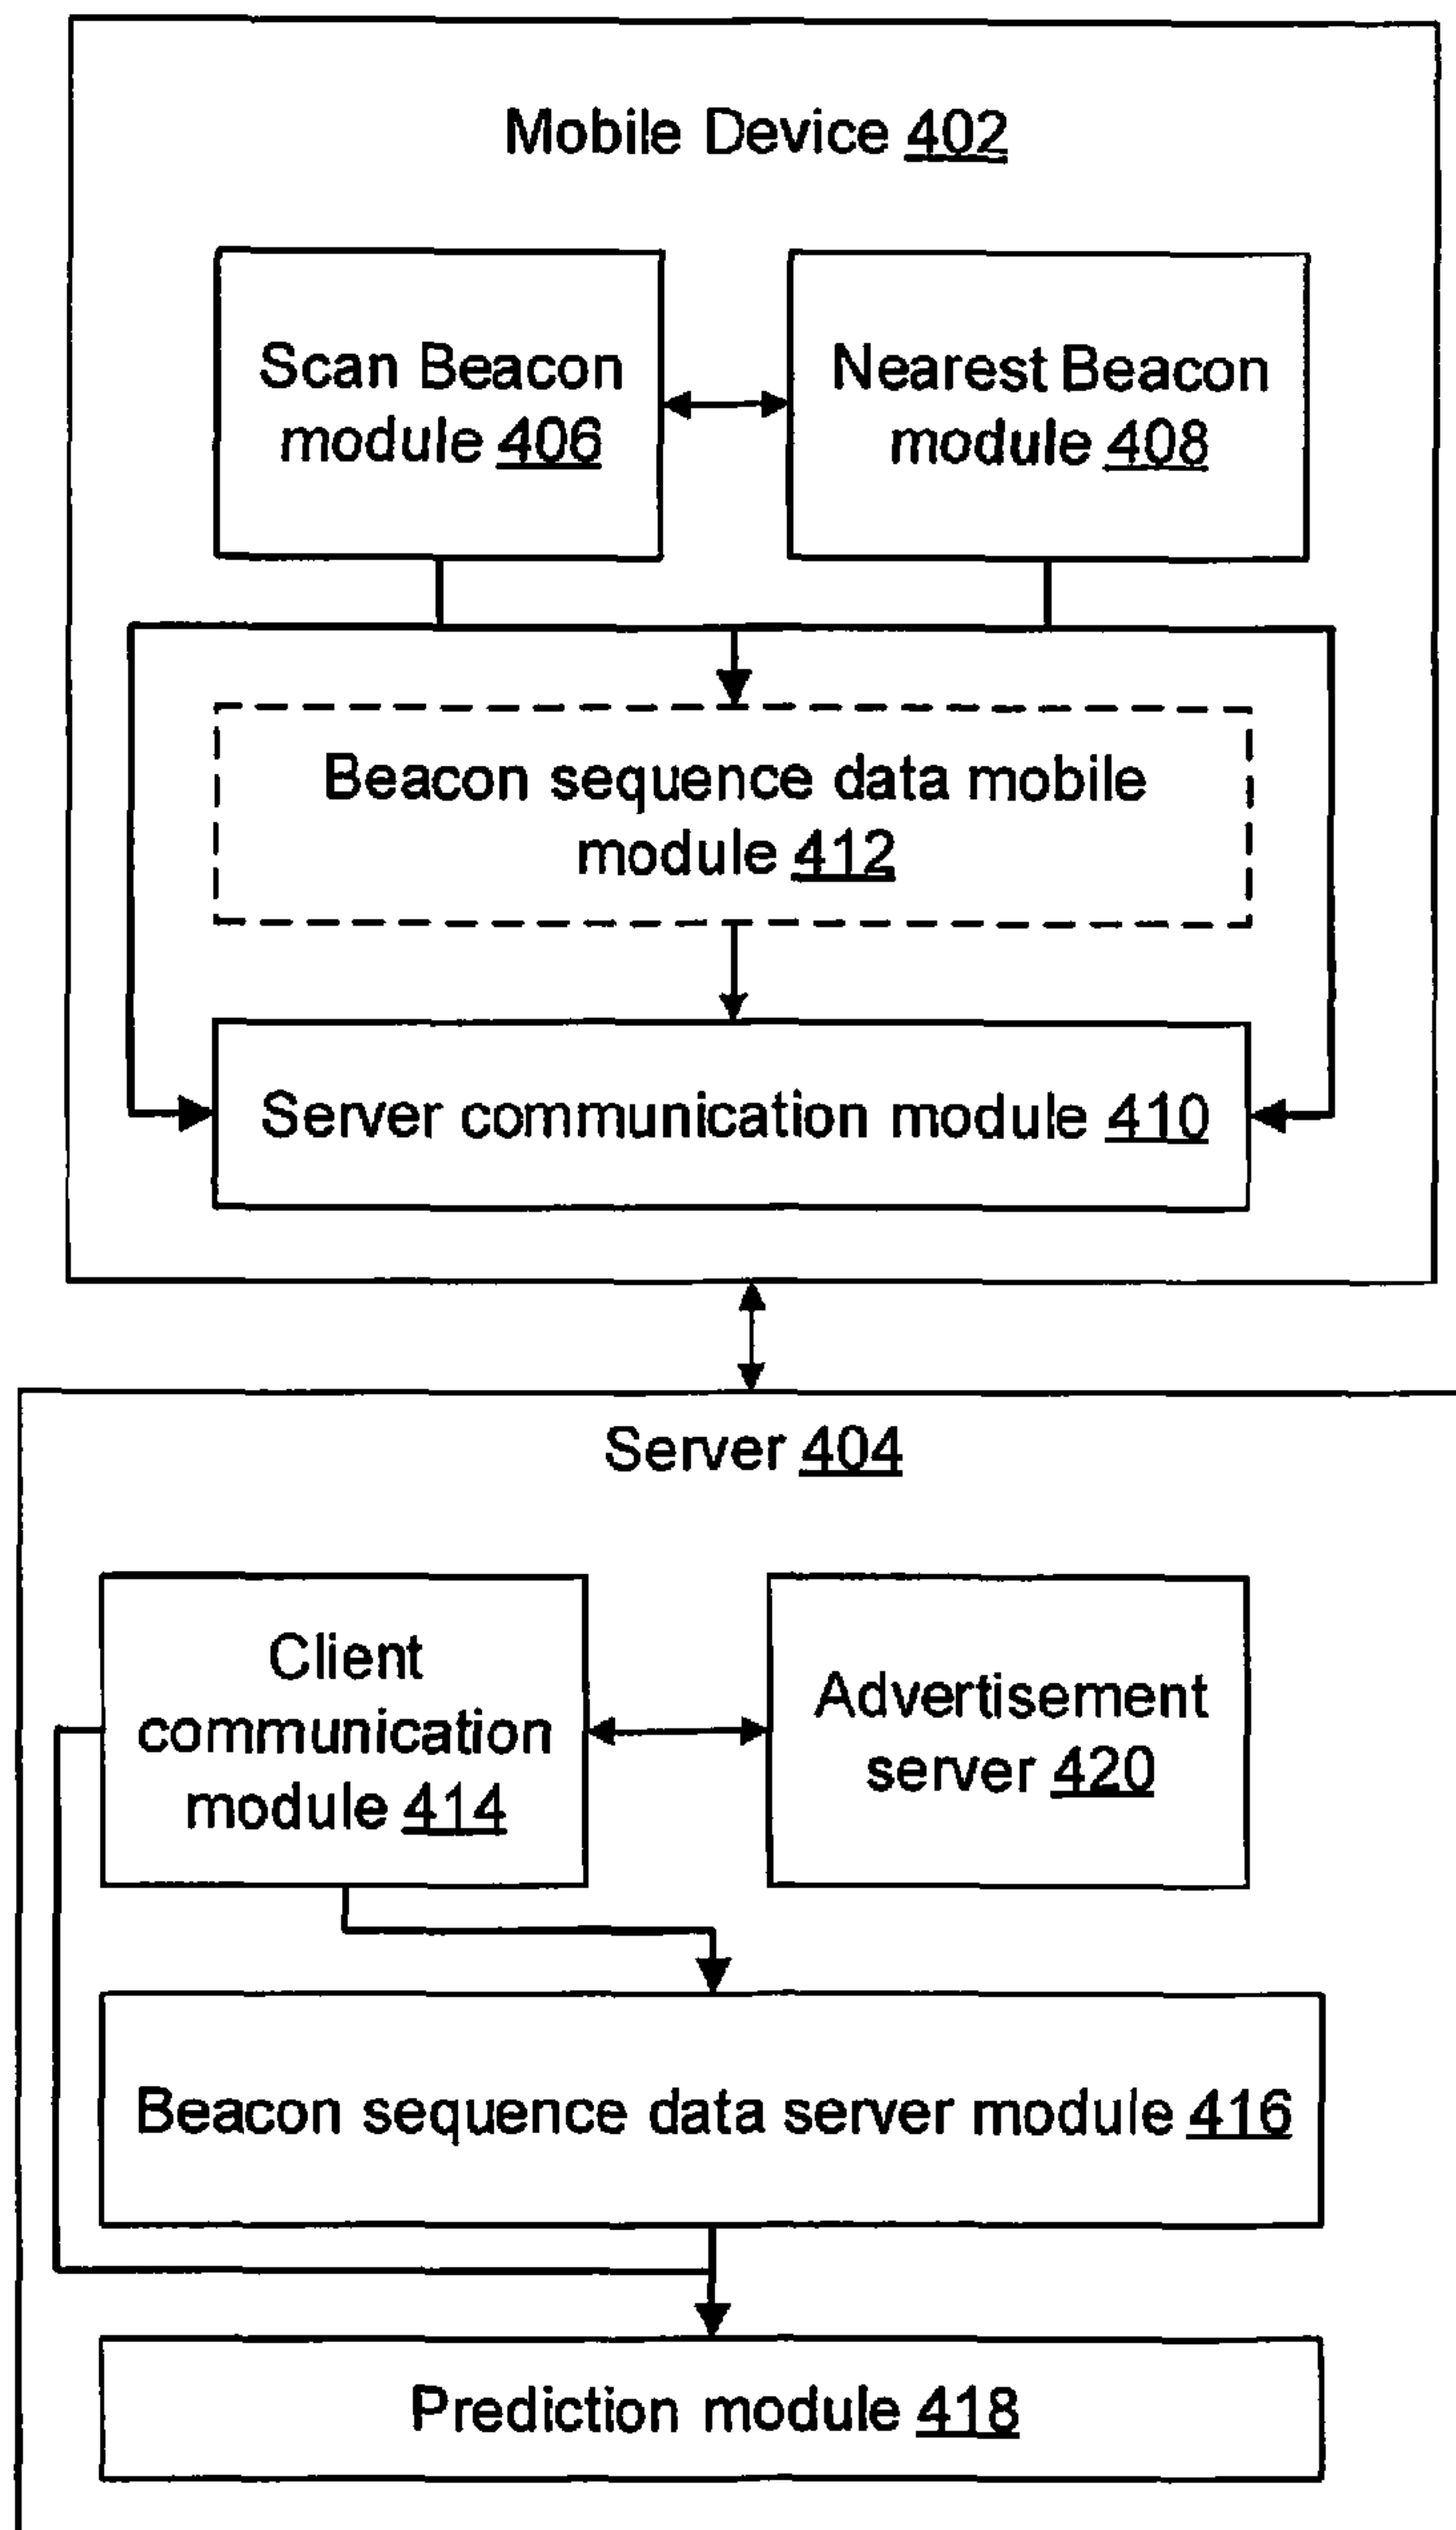 Mobile Device 402
Scan Beacon
module 406
Nearest Beacon
module 408
Beacon sequence data mobile
module 412
Server communication module 410
Server 404
Client
communication
module 414
Advertisement
server 420
Beacon sequence data server module 416
Prediction module 418